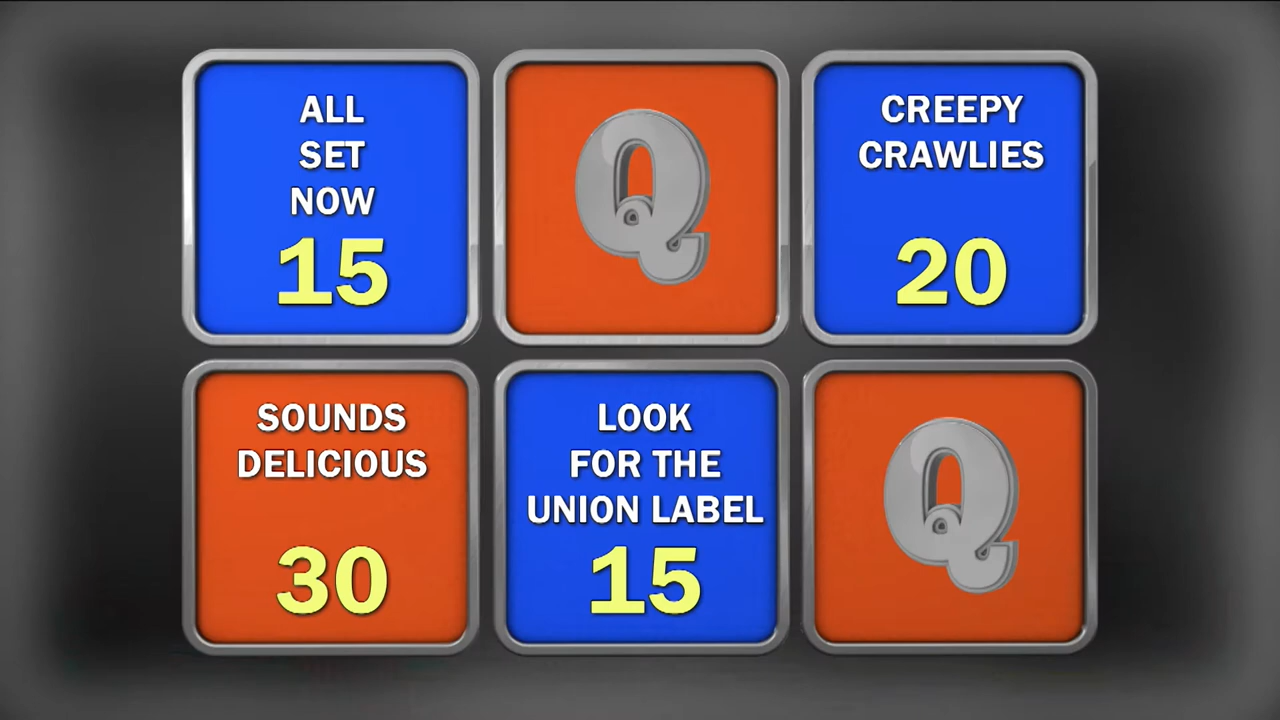 ALL
SET
NOW
15
Q
CREEPY
CRAWLIES
20
SOUNDS
DELICIOUS
30
LOOK
FOR THE
UNION LABEL
15
Q